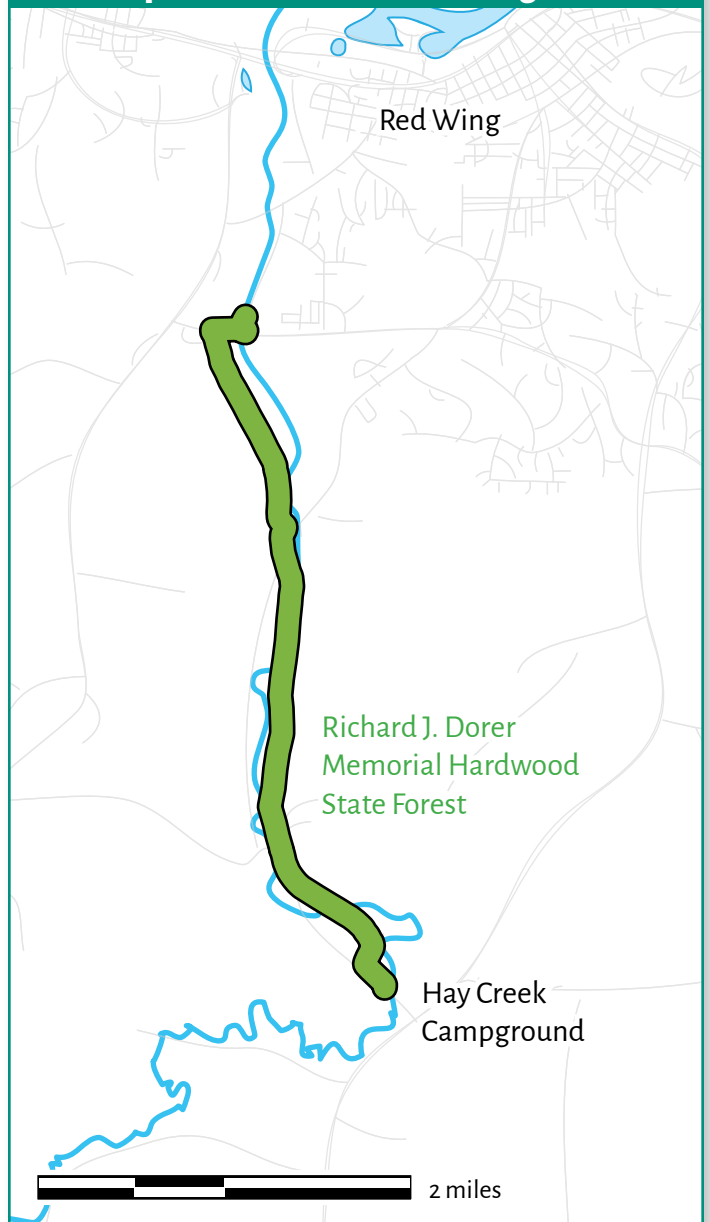 Red Wing
Richard J. Dorer
Memorial Hardwood
State Forest
Hay Creek
Campground
2 miles